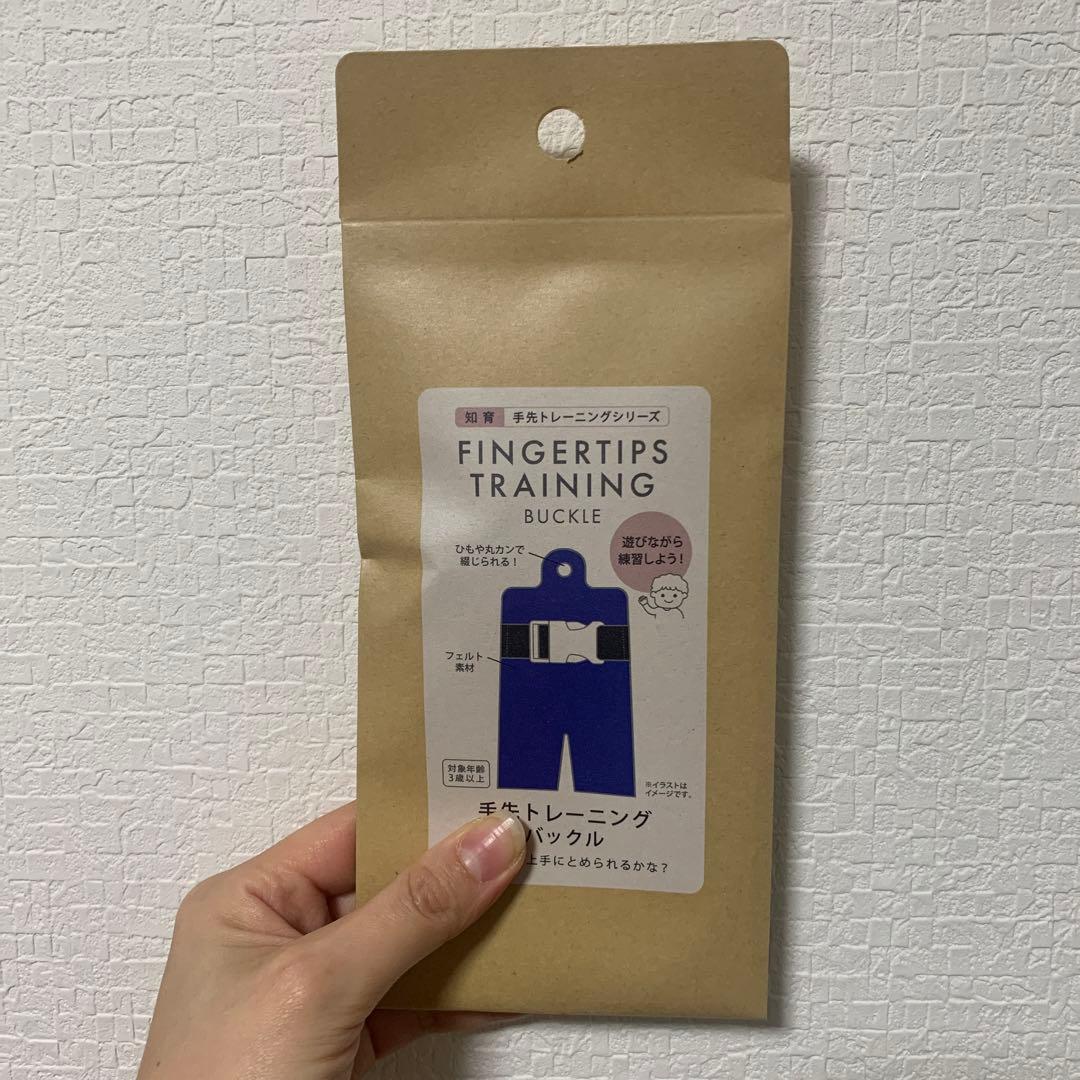 知育 手先トレーニングシリーズ
FINGERTIPS
TRAINING
BUCKLE
遊びながら
練習しよう!
ひもや丸カンで
綴じられる!
フェルト
素材
対象年齢
3歳以上
※イラストは
イメージです。
手先トレーニング
バックル
上手にとめられるかな?